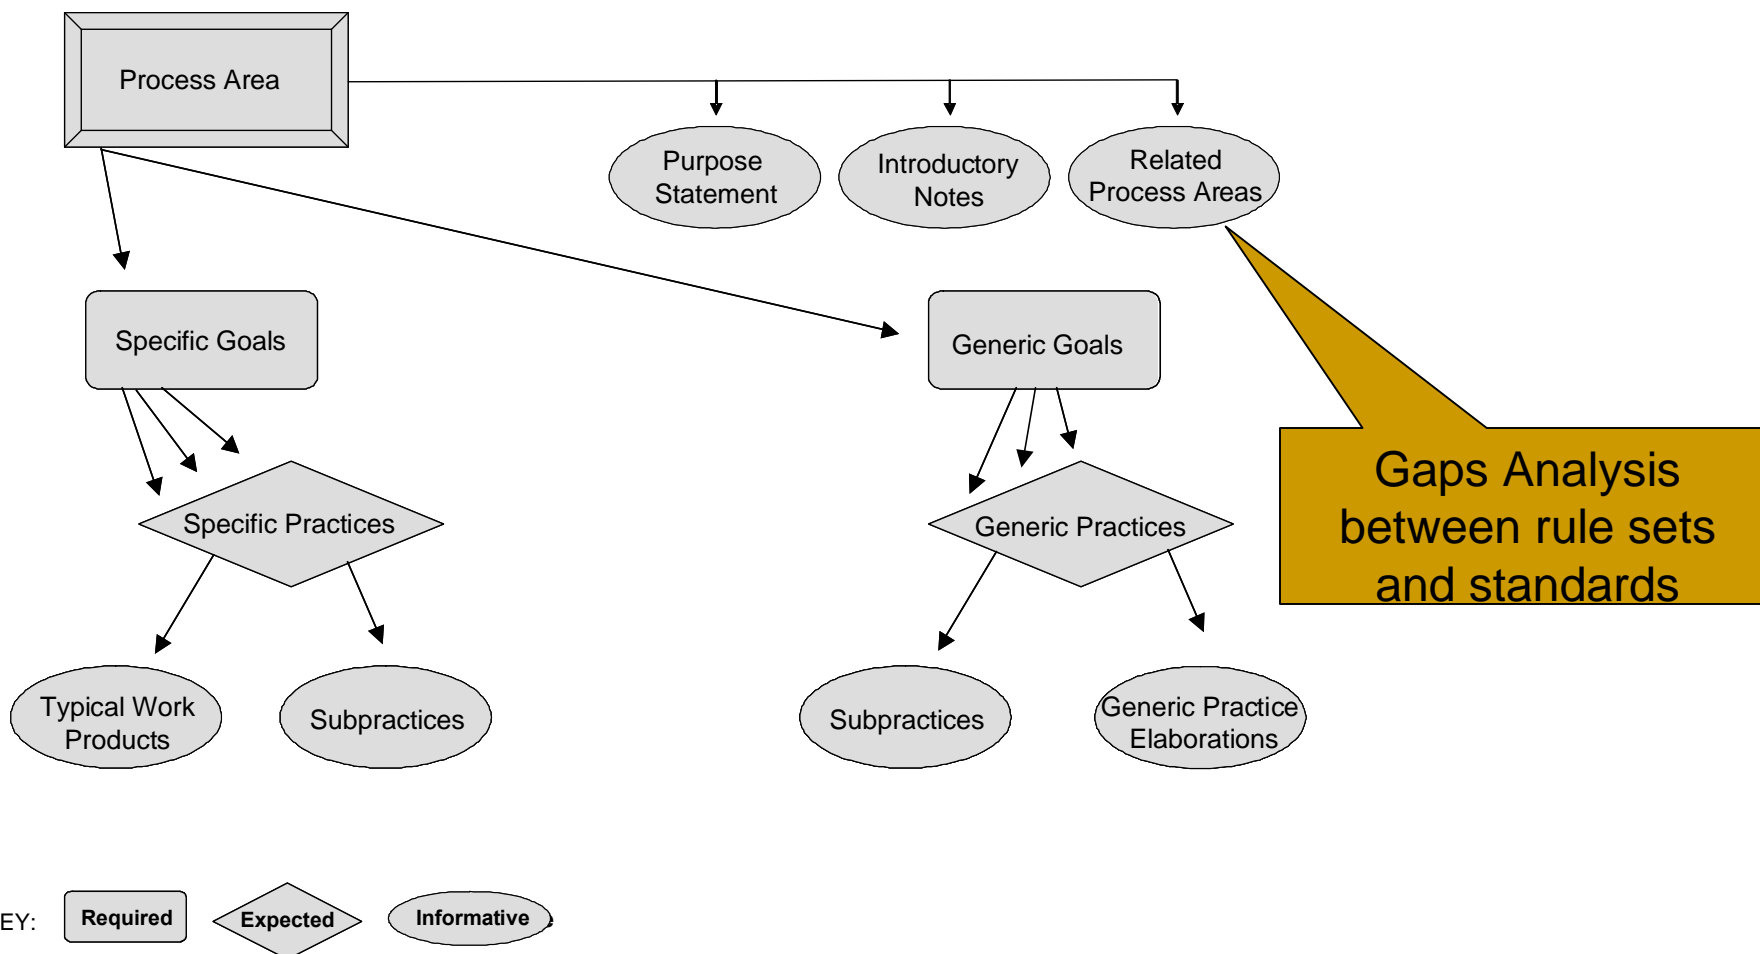 Process Area
Purpose
Statement
Introductory
Notes
Related
Process Areas
Specific Goals
Generic Goals
Gaps Analysis
between rule sets
and standards
Specific Practices
Generic Practices
Typical Work
Products
Subpractices
Subpractices
Generic Practice
Elaborations
EY:
Required
Expected
Informative